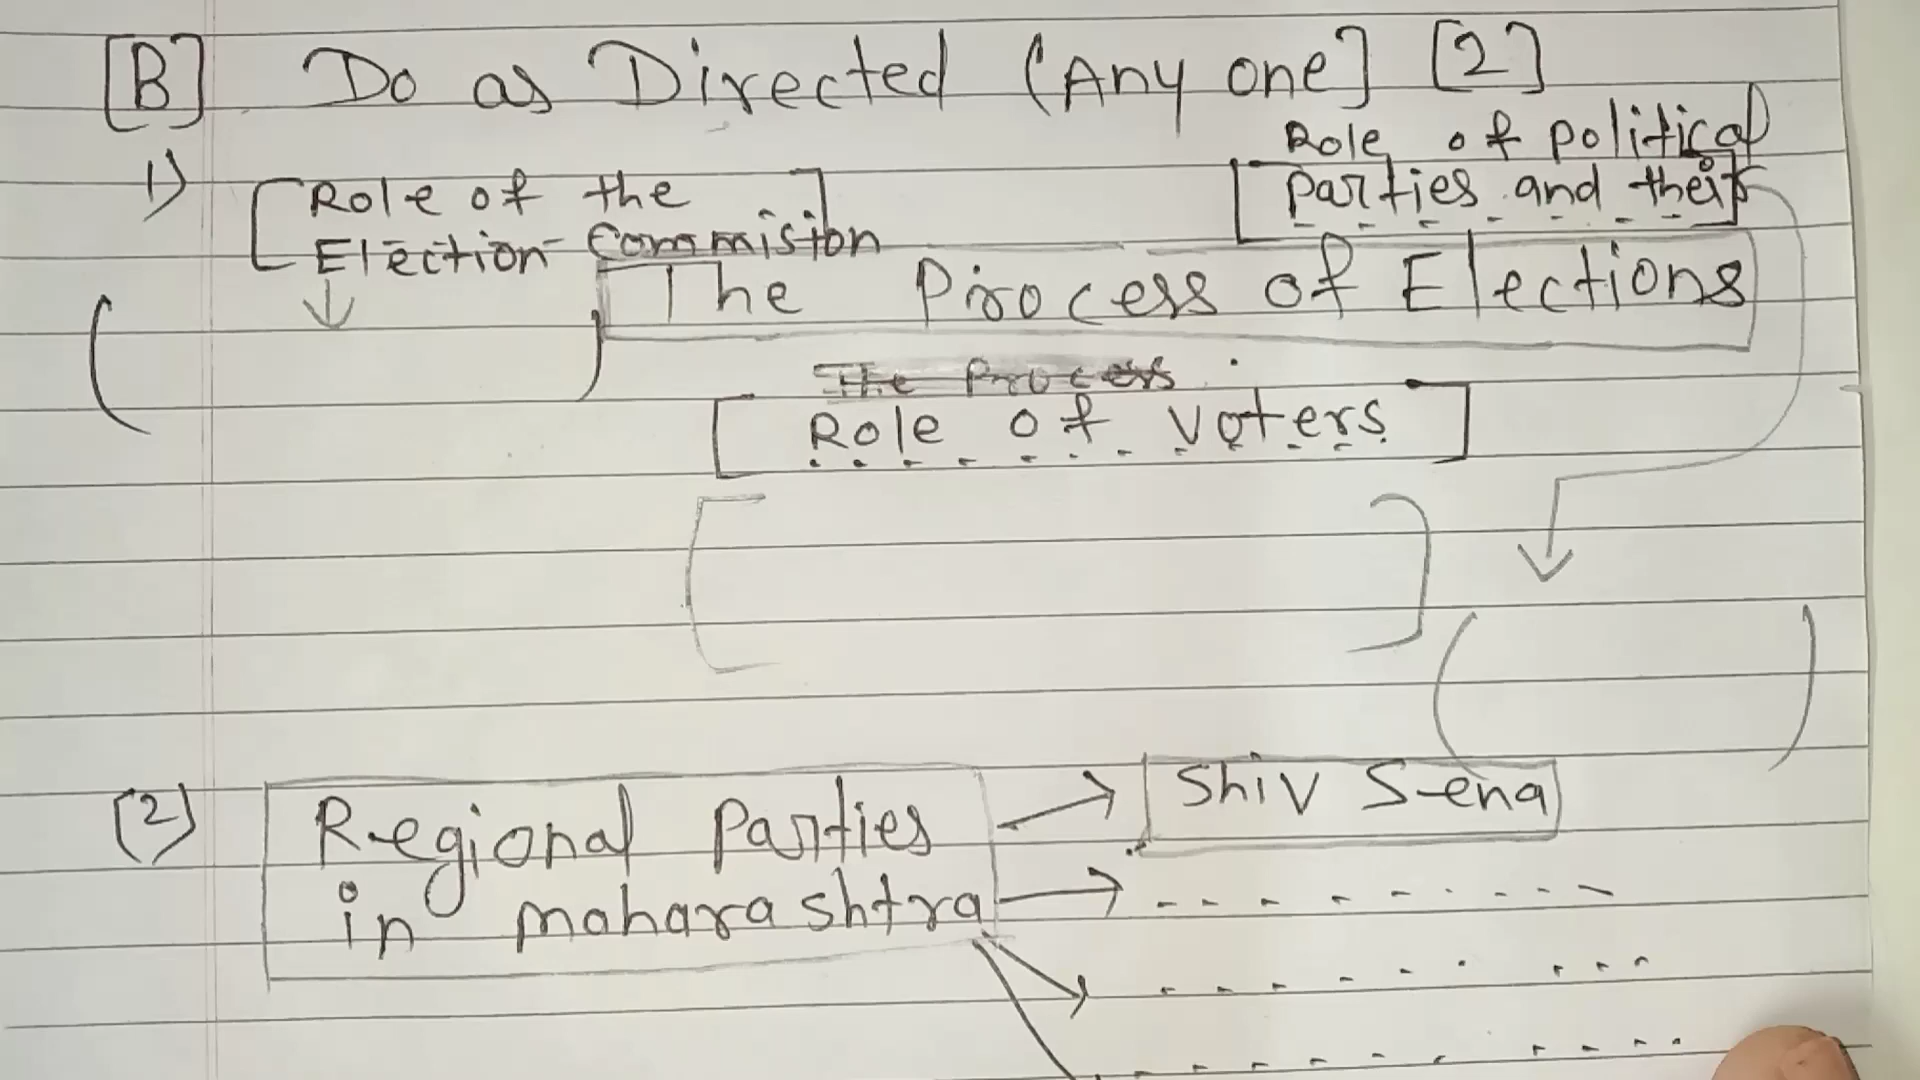 [B] Do as Directed (Any one] [2]
1)
Role of the
Election Commision
Role of political
parties and their
The Process of Elections
The Process
Role of Voters
(2) Regional Parties
in maharashtra
Shiv Sena